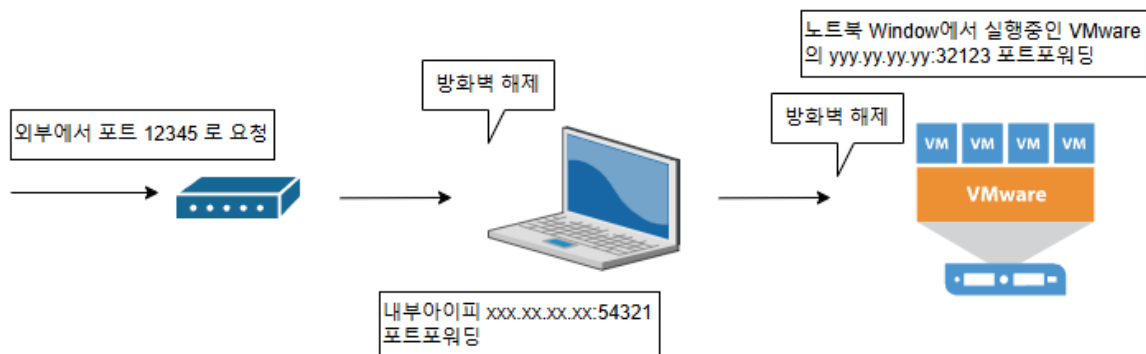 노트북 Window에서 실행중인 VMware
의 yyy.yy.yy.yy:32123 포트포워딩
방화벽 해제
방화벽 해제
외부에서 포트 12345 로 요청
VM VM VM VM
VMware
내부아이피 xxx.xx.xx.xx:54321
포트포워딩